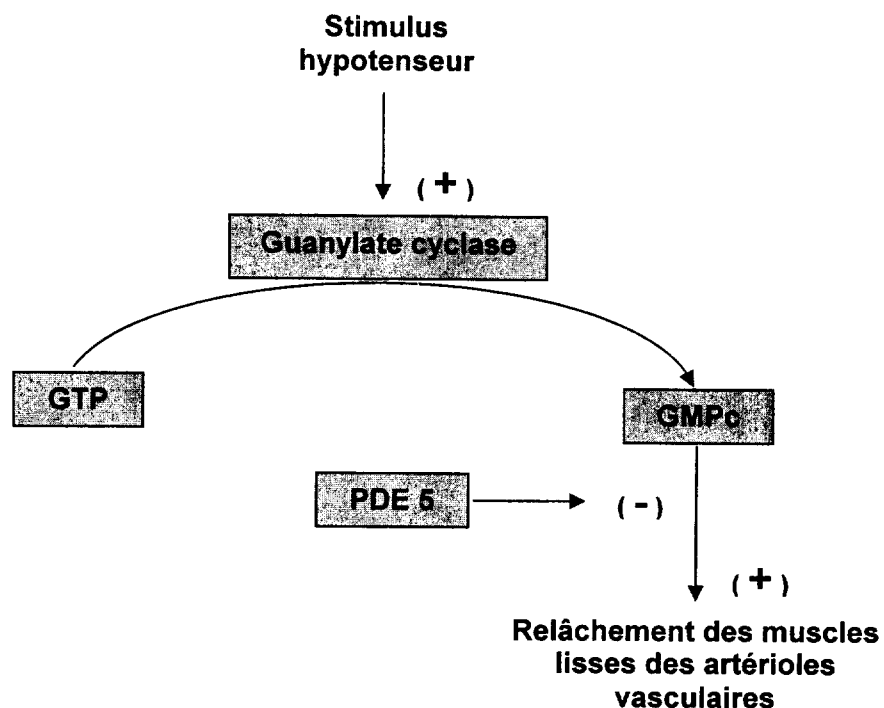 Stimulus
hypotenseur
( + )
Guanylate cyclase
GTP
GMPc
PDE 5
( - )
( + )
Relâchement des muscles
lisses des artérioles
vasculaires